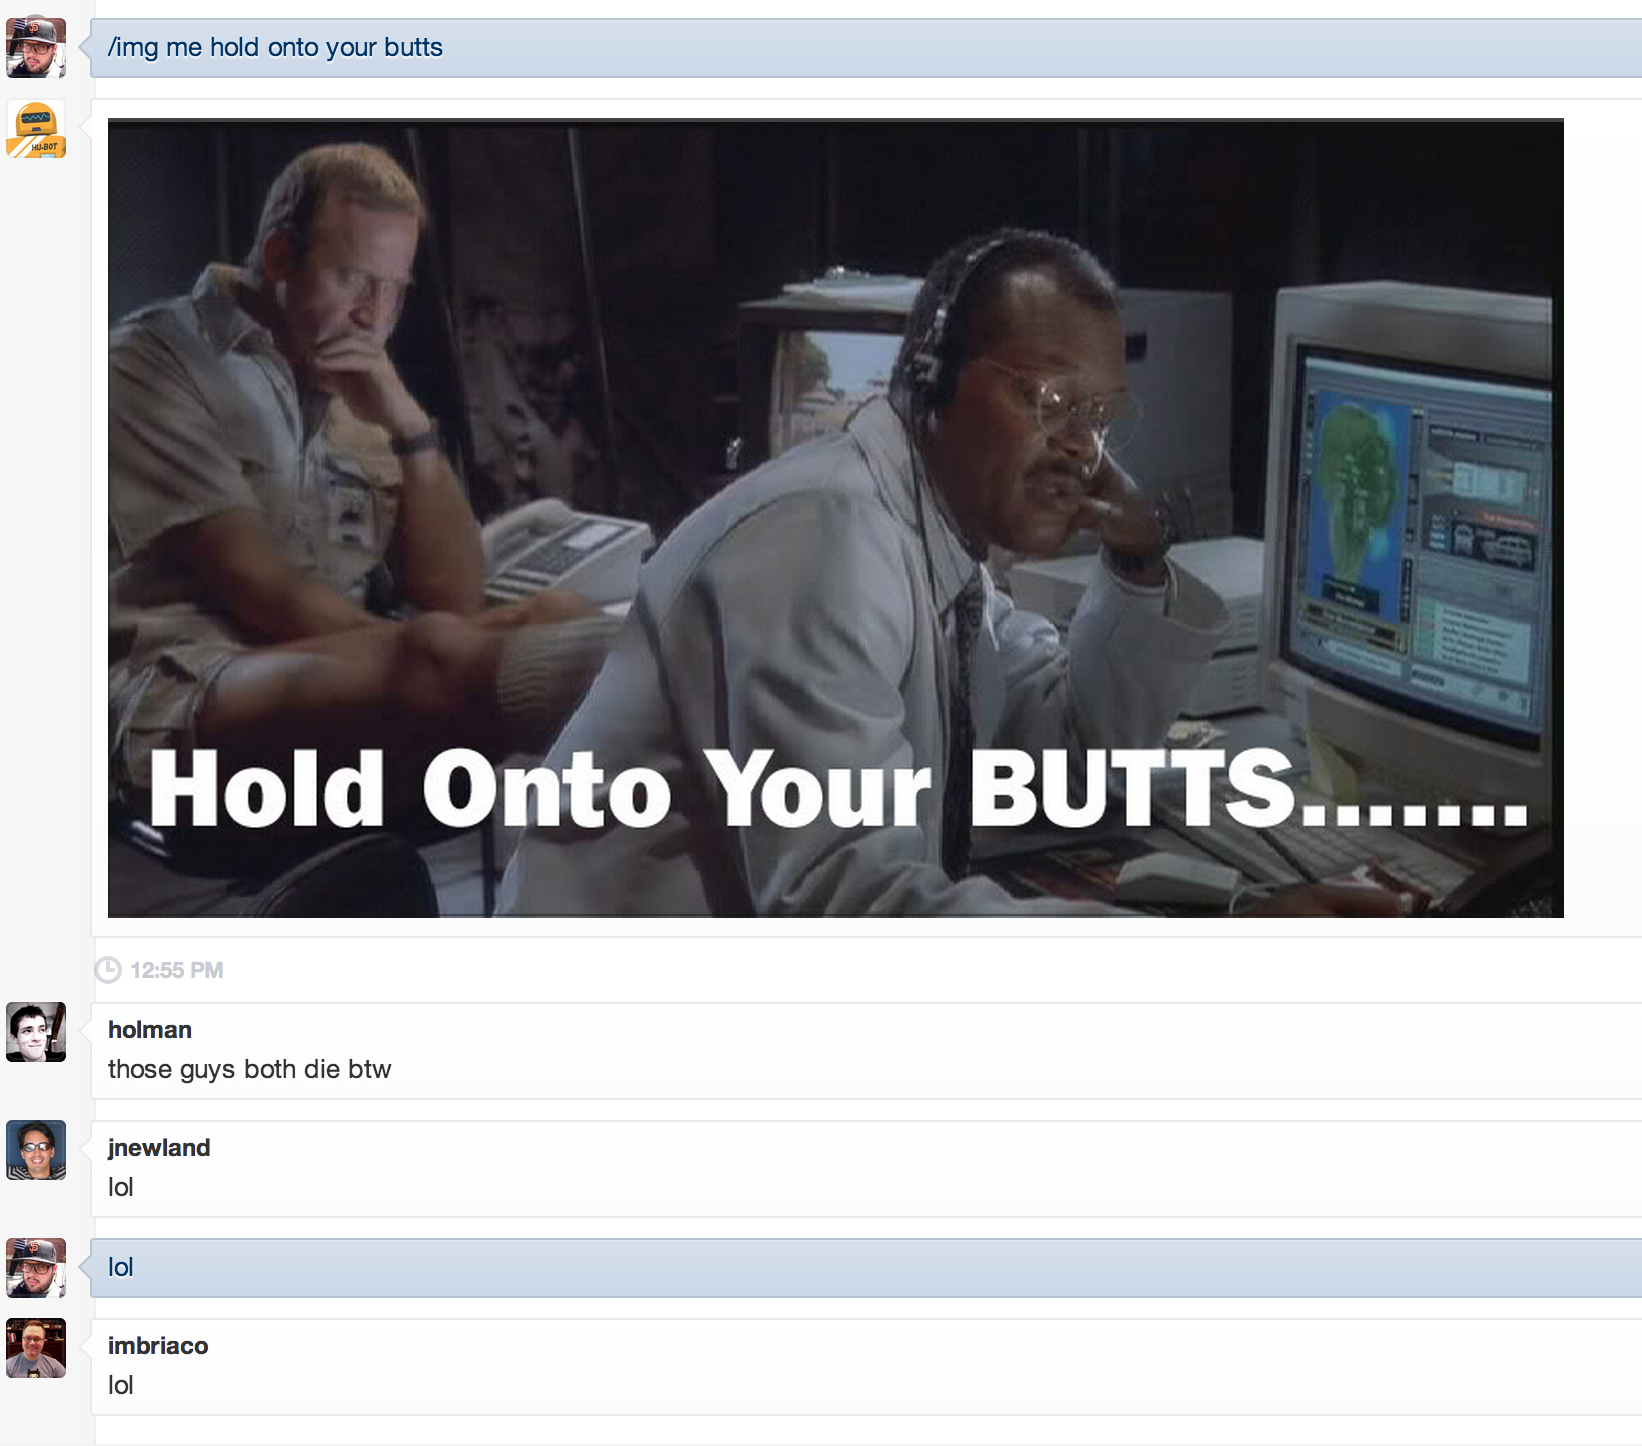 /img me hold onto your butts
HU-BOT
Hold Onto Your BUTTS.......
12:55 PM
holman
those guys both die btw
jnewland
lol
lol
imbriaco
lol